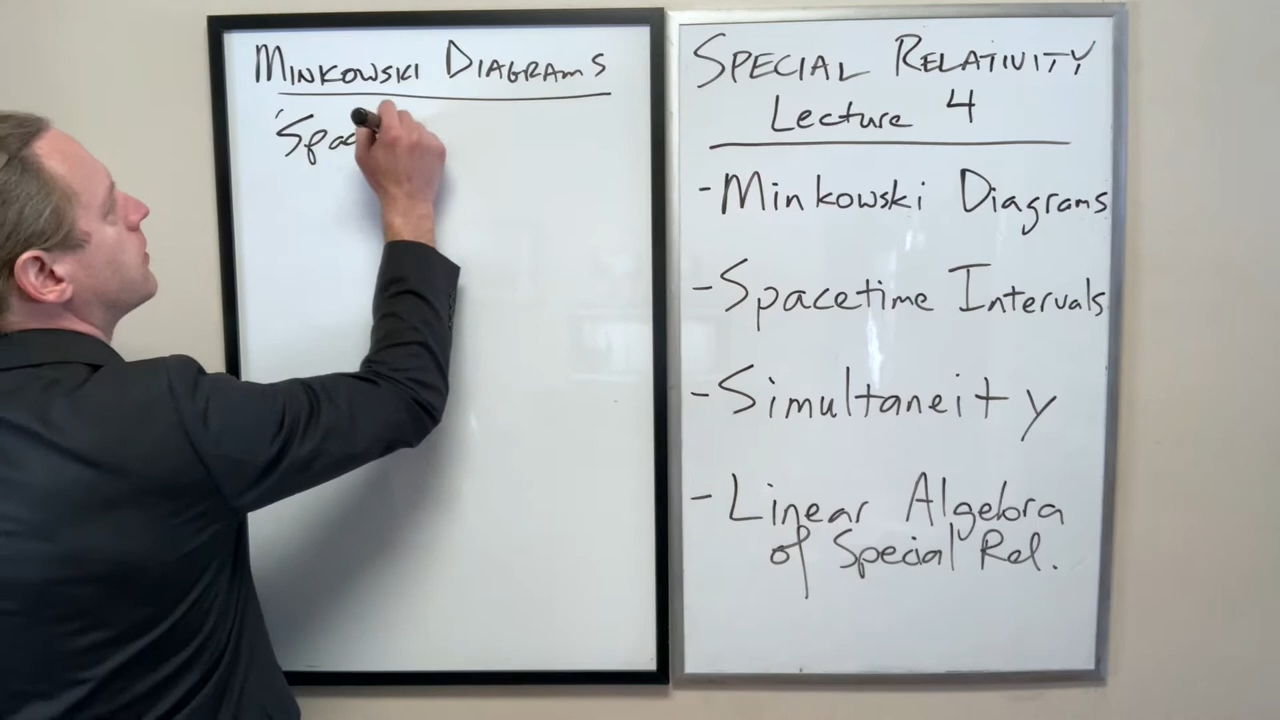 MINKOWSKI DIAGRAMS
SPECIAL RELATIVITY
Lecture 4
-Minkowski Diagrams
-Spacetime Intervals
-Simultaneity
-Linear Algebra
of Special Rel.